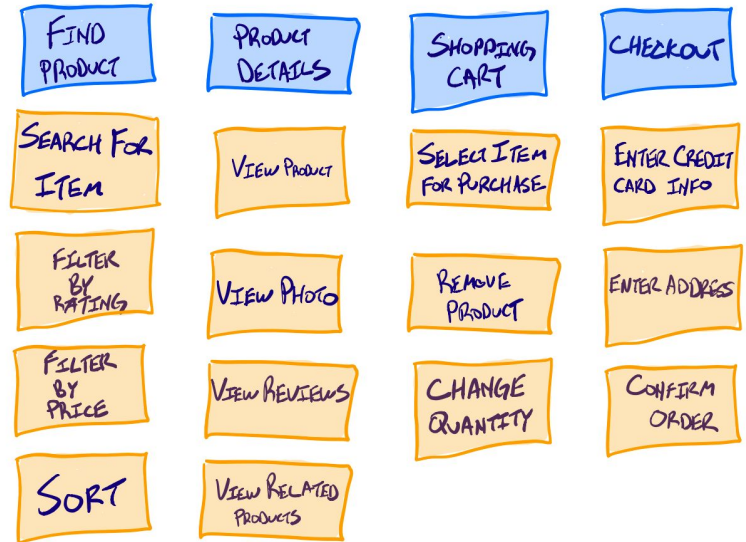 FIND
PRODUCT
PRODUCT
DETAILS
SHOPPING
CART
CHECKOUT
SEARCH FOR
ITEM
VIEW PRODUCT
SELECT ITEM
FOR PURCHASE
ENTER CREDIT
CARD INFO
FILTER
BY
RATING
VIEW PHOTO
REMOVE
PRODUCT
ENTER ADDRESS
FILTER
BY
PRICE
VIEW REVIEWS
CHANGE
QUANTITY
CONFIRM
ORDER
SORT
VIEW RELATED
PRODUCTS